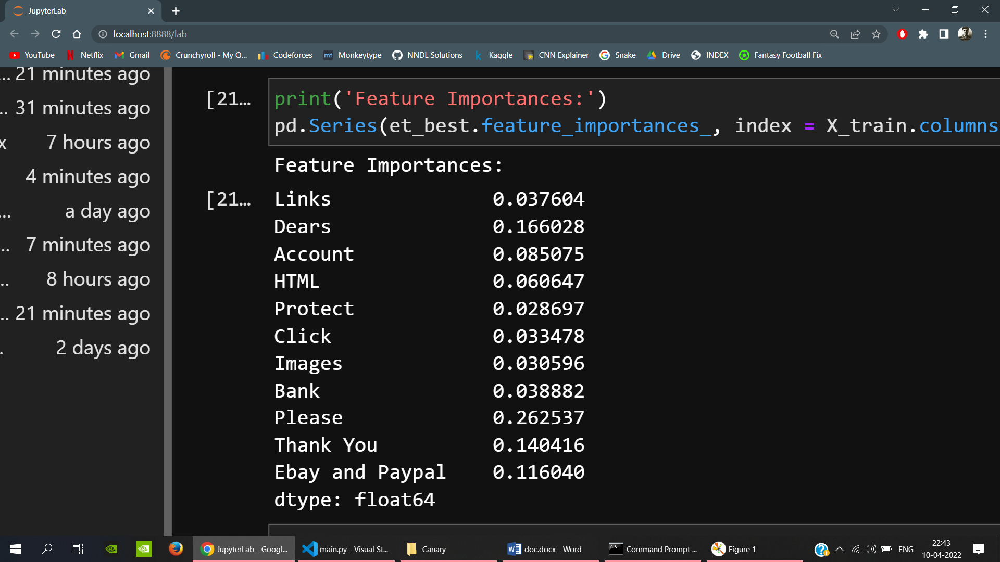 JupyterLab
localhost:8888/lab
YouTube Netflix Gmail Crunchyroll - My Q... Codeforces Monkeytype NNDL Solutions Kaggle CNN Explainer Snake Drive INDEX Fantasy Football Fix
... 21 minutes ago
.. 31 minutes ago
x 7 hours ago
4 minutes ago
... a day ago
.. 7 minutes ago
.. 8 hours ago
.. 21 minutes ago
. 2 days ago
[21… print('Feature Importances:')
pd.Series(et_best.feature_importances_, index = X_train.columns
Feature Importances:
[21… Links 0.037604
Dears 0.166028
Account 0.085075
HTML 0.060647
Protect 0.028697
Click 0.033478
Images 0.030596
Bank 0.038882
Please 0.262537
Thank You 0.140416
Ebay and Paypal 0.116040
dtype: float64
JupyterLab - Googl... main.py - Visual St... Canary doc.docx - Word Command Prompt ... Figure 1 ENG 22:43
10-04-2022